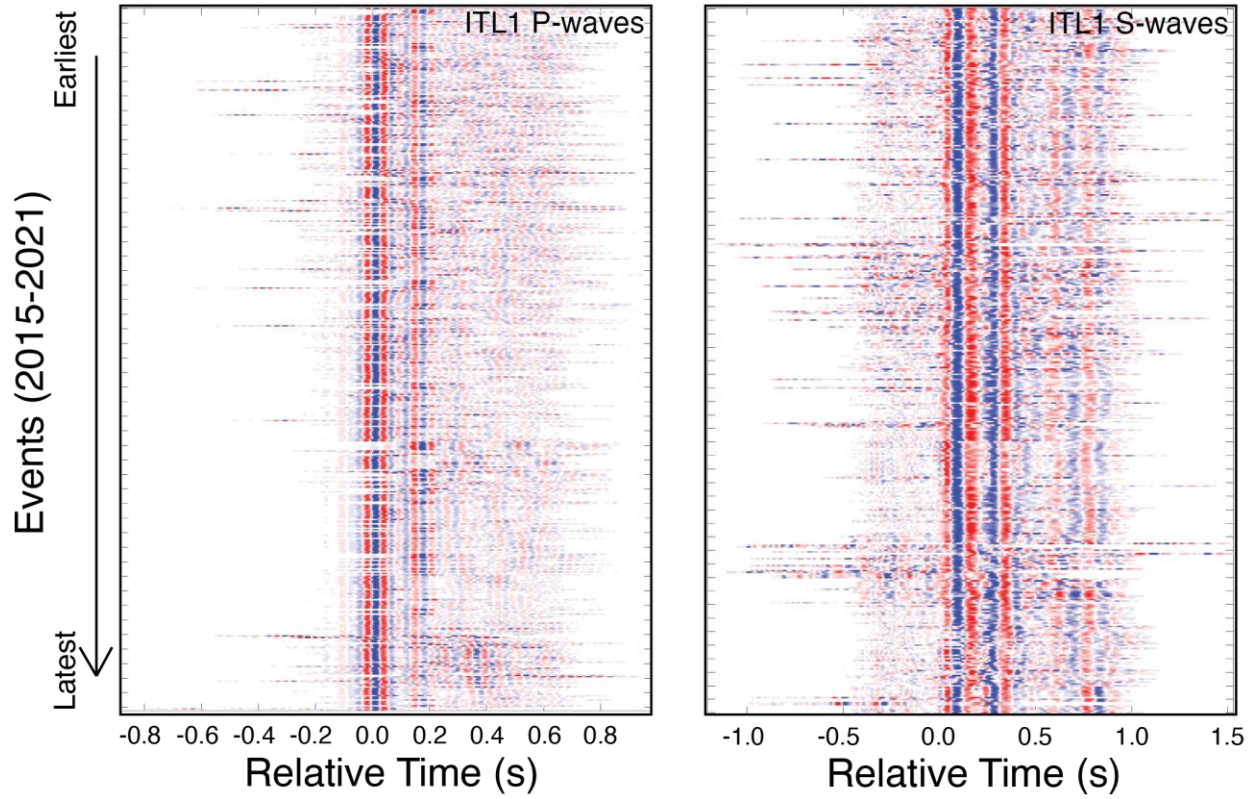 ITL1 P-waves
ITL1 S-waves
Earliest
Events (2015-2021)
Latest
-0.8 -0.6 -0.4 -0.2 0.0 0.2 0.4 0.6 0.8
Relative Time (s)
-1.0 -0.5 0.0 0.5 1.0 1.5
Relative Time (s)